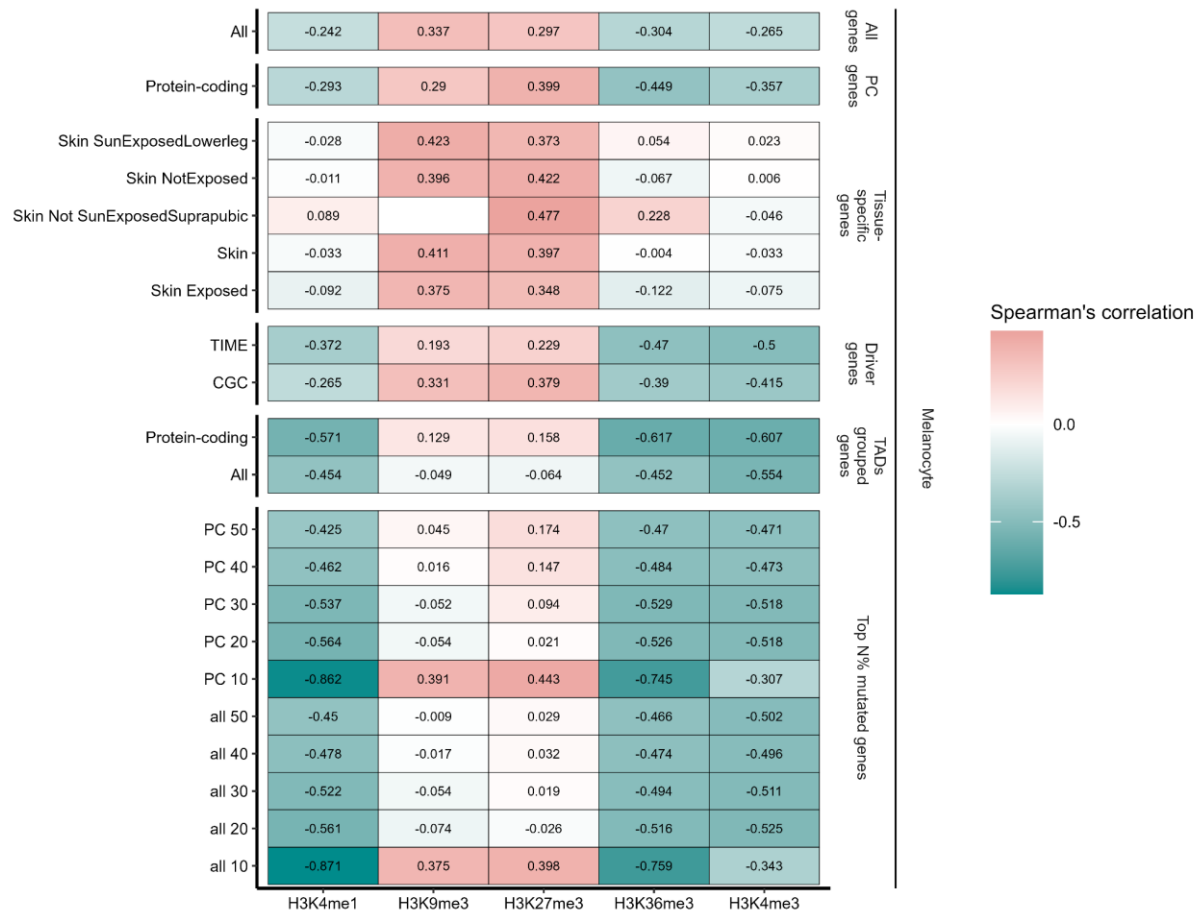 All -0.242 0.337 0.297 -0.304 -0.265
All genes
Protein-coding -0.293 0.29 0.399 -0.449 -0.357
PC genes
Skin SunExposedLowerleg -0.028 0.423 0.373 0.054 0.023
Skin NotExposed -0.011 0.396 0.422 -0.067 0.006
Skin Not SunExposedSuprapubic 0.089 0.477 0.228 -0.046
Skin -0.033 0.411 0.397 -0.004 -0.033
Skin Exposed -0.092 0.375 0.348 -0.122 -0.075
Tissue-
specific
genes
TIME -0.372 0.193 0.229 -0.47 -0.5
CGC -0.265 0.331 0.379 -0.39 -0.415
Driver
genes
Protein-coding -0.571 0.129 0.158 -0.617 -0.607
All -0.454 -0.049 -0.064 -0.452 -0.554
TADs
grouped
genes
PC 50 -0.425 0.045 0.174 -0.47 -0.471
PC 40 -0.462 0.016 0.147 -0.484 -0.473
PC 30 -0.537 -0.052 0.094 -0.529 -0.518
PC 20 -0.564 -0.054 0.021 -0.526 -0.518
PC 10 -0.862 0.391 0.443 -0.745 -0.307
all 50 -0.45 -0.009 0.029 -0.466 -0.502
all 40 -0.478 -0.017 0.032 -0.474 -0.496
all 30 -0.522 -0.054 0.019 -0.494 -0.511
all 20 -0.561 -0.074 -0.026 -0.516 -0.525
all 10 -0.871 0.375 0.398 -0.759 -0.343
Top N% mutated genes
H3K4me1 H3K9me3 H3K27me3 H3K36me3 H3K4me3
Melanocyte
Spearman's correlation
0.0
-0.5